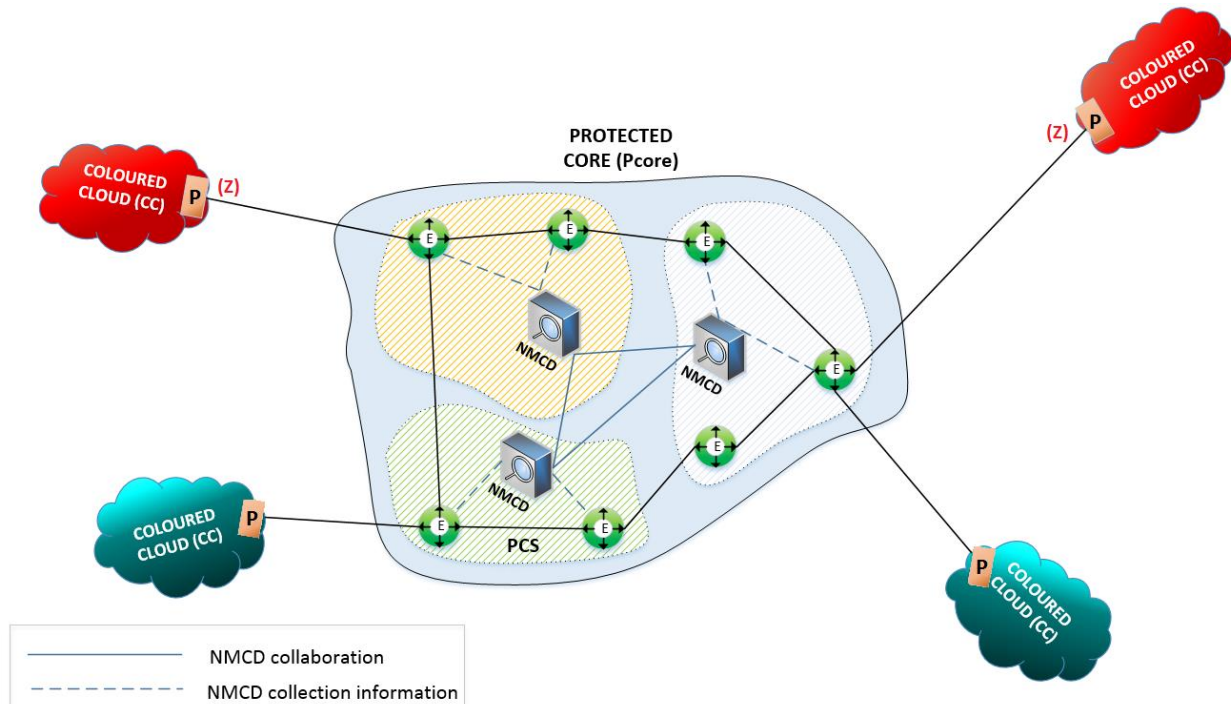 COLOURED
CLOUD (CC)
P
(Z)
PROTECTED
CORE (Pcore)
COLOURED
CLOUD (CC)
P
(Z)
E
E
E
NMCD
NMCD
E
E
NMCD
E
E
PCS
COLOURED
CLOUD (CC)
P
P
COLOURED
CLOUD (CC)
NMCD collaboration
NMCD collection information